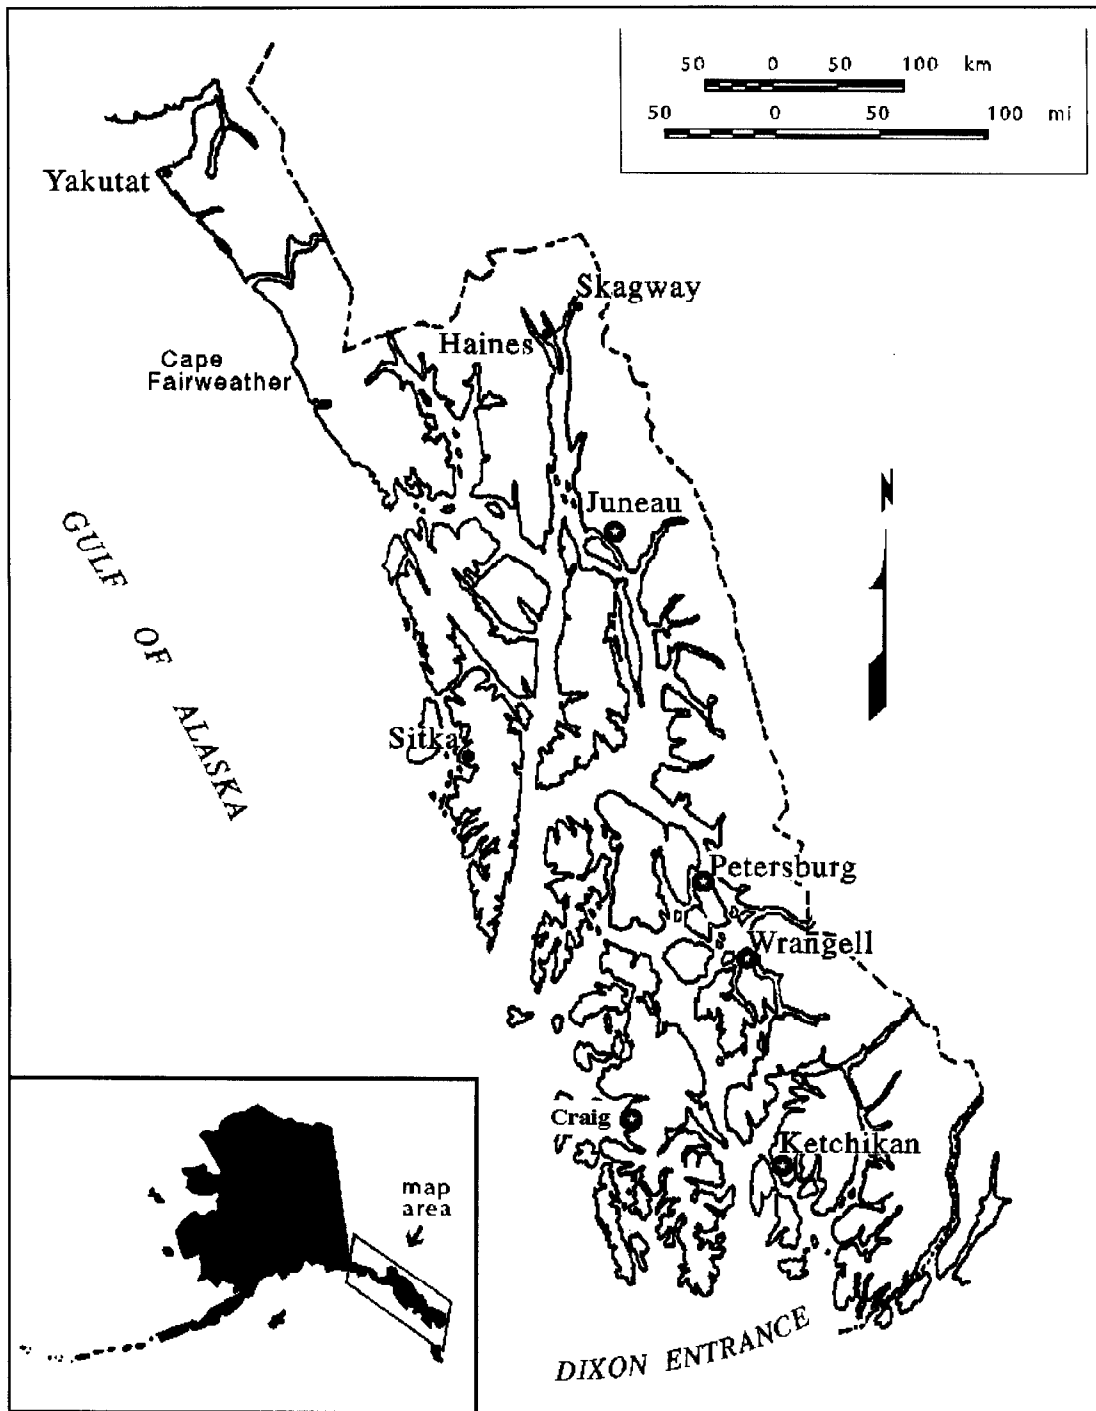 50 0 50 100 km
50 0 50 100 mi
Yakutat
Skagway
Haines
Cape
Fairweather
N
Juneau
GULF OF ALASKA
Sitka
Petersburg
Wrangell
Craig
Ketchikan
map
area
DIXON ENTRANCE